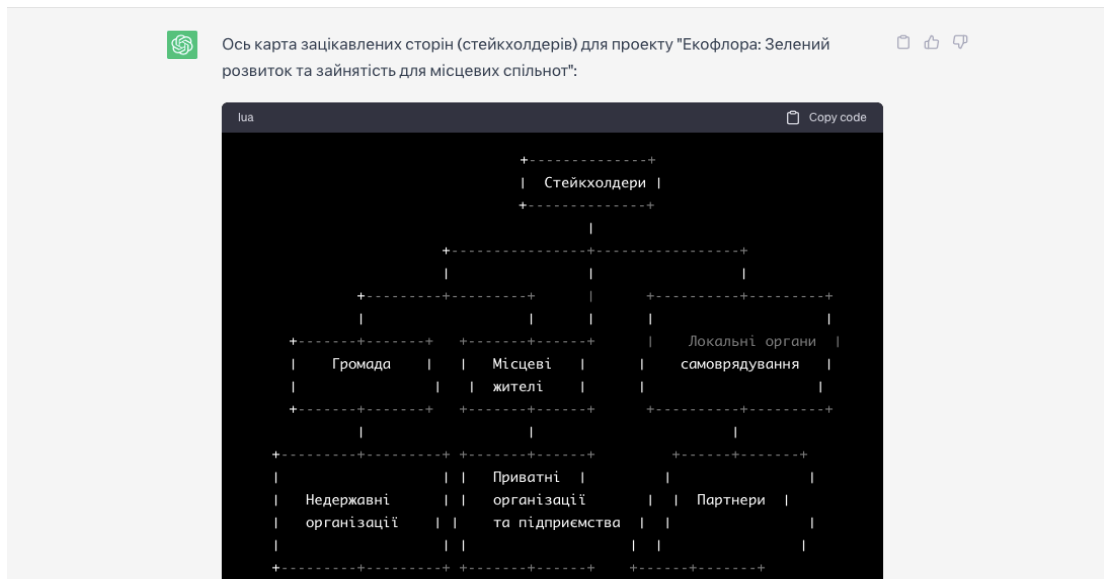 Ось карта зацікавлених сторін (стейкхолдерів) для проекту "Екофлора: Зелений
розвиток та зайнятість для місцевих спільнот":
lua
Copy code
+--------------+
|  Стейкхолдери |
+--------------+
|
+----------------+-----------------+
|                |                 |
+---------+---------+      |      +----------+---------+
|                   |      |      |                    |
+-------+-------+   +-------+------+      |    Локальні органи  |
|    Громада    |   |   Місцеві   |      |    самоврядування   |
|                |   |  жителі    |      |                    |
+-------+-------+   +-------+------+      +----------+---------+
|                   |                       |
+---------+---------+ +-------+------+         +------+-------+
|                   | |   Приватні  |         |                |
|   Недержавні      | |   організації       |  |  Партнери  |
|   організації    | |    та підприємства  |  |                |
|                   | |                   |  |                |
+---------+---------+ +-------+------+    +------+-------+